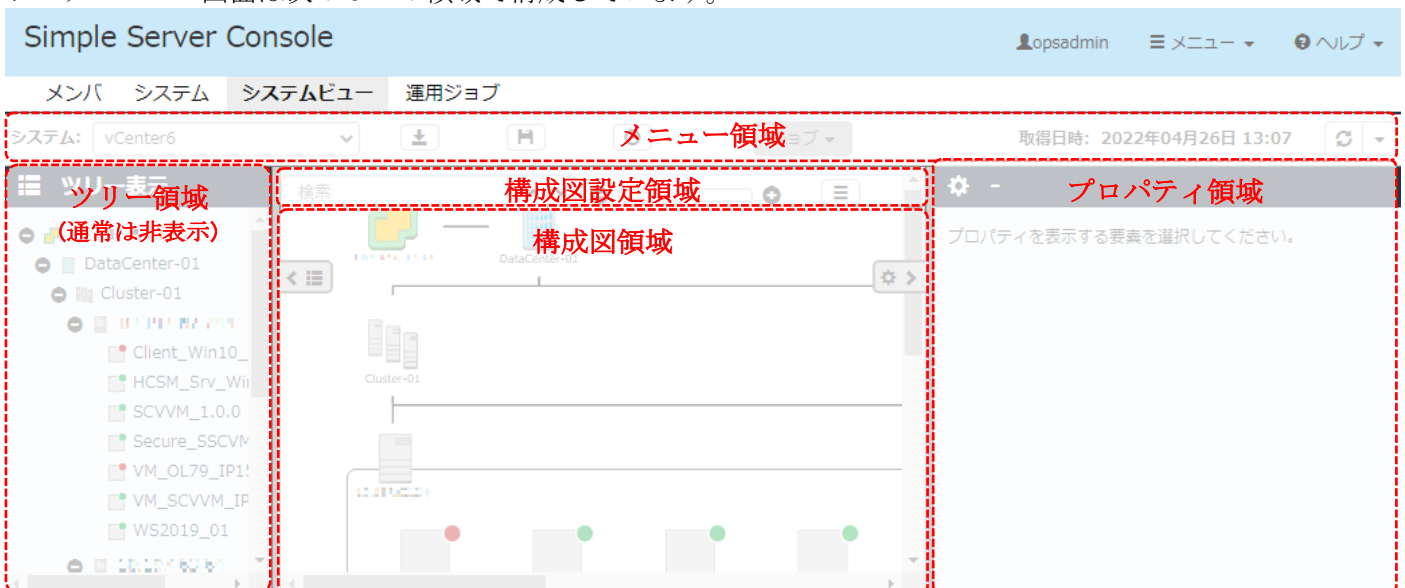 Simple Server Console
opsadmin メニュー ヘルプ
メンバ システム システムビュー 運用ジョブ
システム: vCenter6 メニュー領域 取得日時: 2022年04月26日 13:07
ツリー領域
(通常は非表示)
検索 構成図設定領域
構成図領域
プロパティ領域
プロパティを表示する要素を選択してください。
DataCenter-01
Cluster-01
Client_Win10_
HCSM_Srv_Wi
SCVVM_1.0.0
Secure_SSCVM
VM_OL79_IP15
VM_SCVVM_IP
WS2019_01
DataCenter-01
Cluster-01